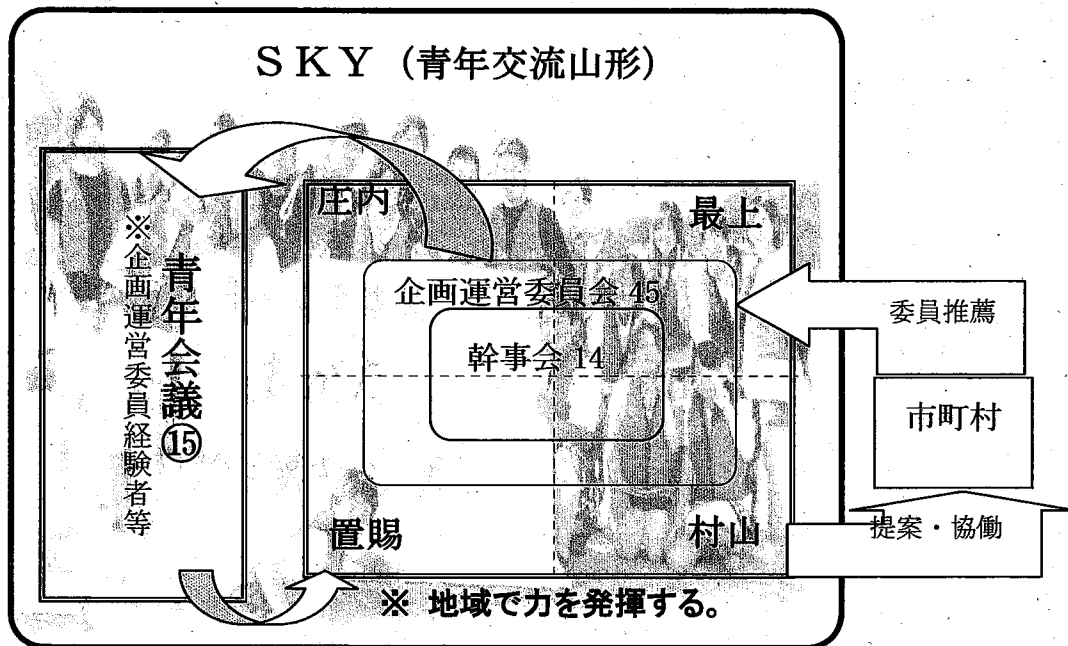 SKY（青年交流山形）
青年会議⑮
※企画運営委員経験者等
庄内
最上
企画運営委員会 45
幹事会 14
置賜
村山
※ 地域で力を発揮する。
委員推薦
市町村
提案・協働